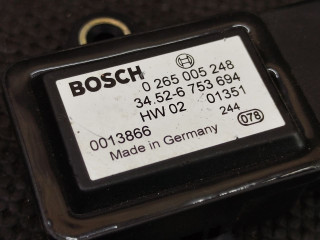 BOSCH
0 265 005 248
34.52-6 753 694
HW 02 01351
0013866 244
Made in Germany 078